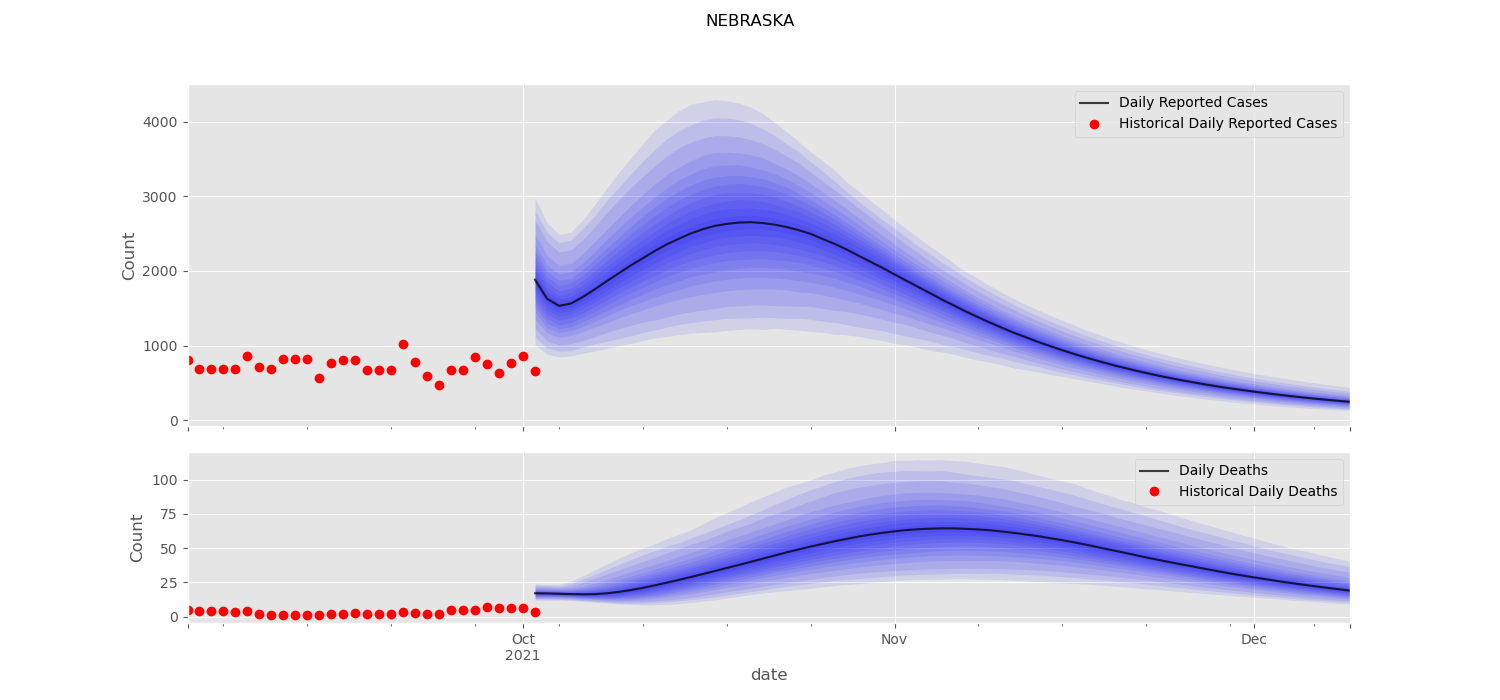 NEBRASKA
Daily Reported Cases
Historical Daily Reported Cases
4000
3000
2000
1000
0
Count
Daily Deaths
Historical Daily Deaths
100
75
50
25
0
Count
Oct Nov Dec
2021
date